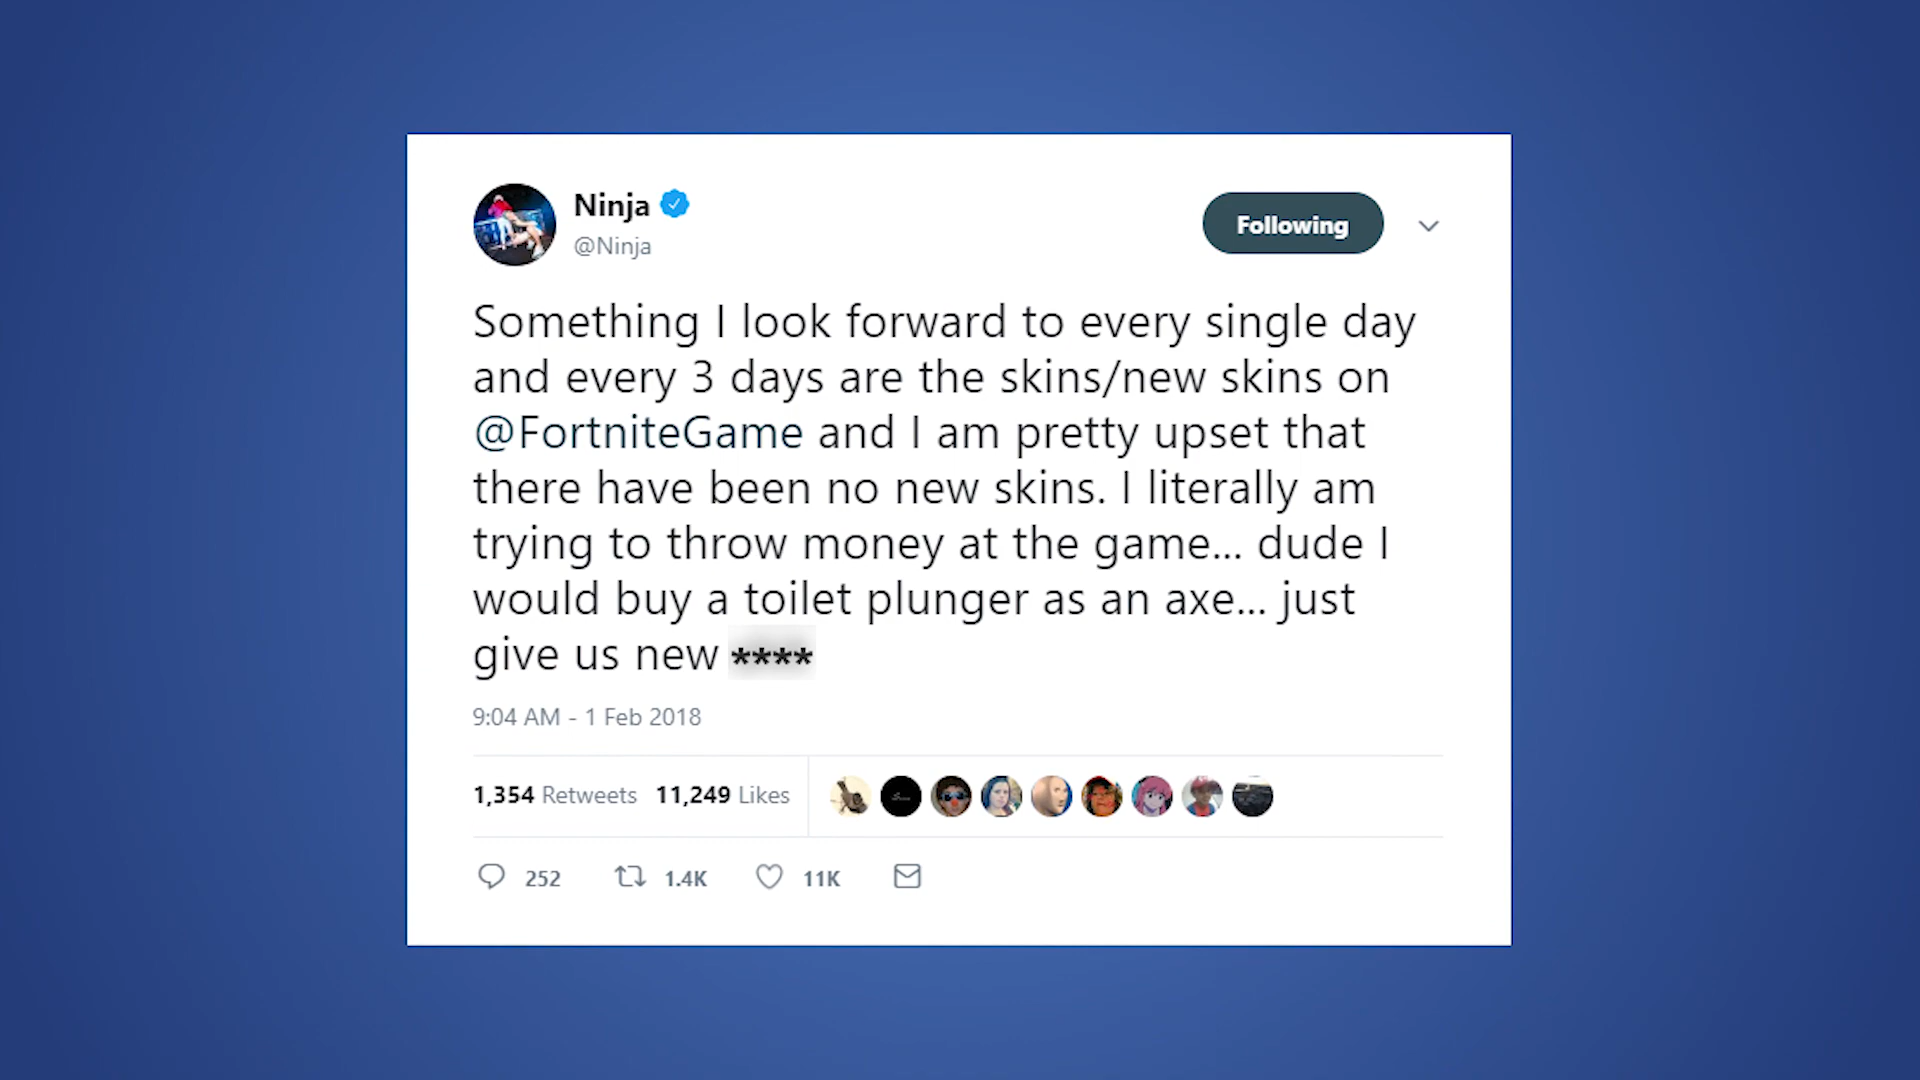 Ninja
@Ninja
Following
Something I look forward to every single day
and every 3 days are the skins/new skins on
@FortniteGame and I am pretty upset that
there have been no new skins. I literally am
trying to throw money at the game... dude I
would buy a toilet plunger as an axe... just
give us new ****
9:04 AM - 1 Feb 2018
1,354 Retweets 11,249 Likes
252 1.4K 11K